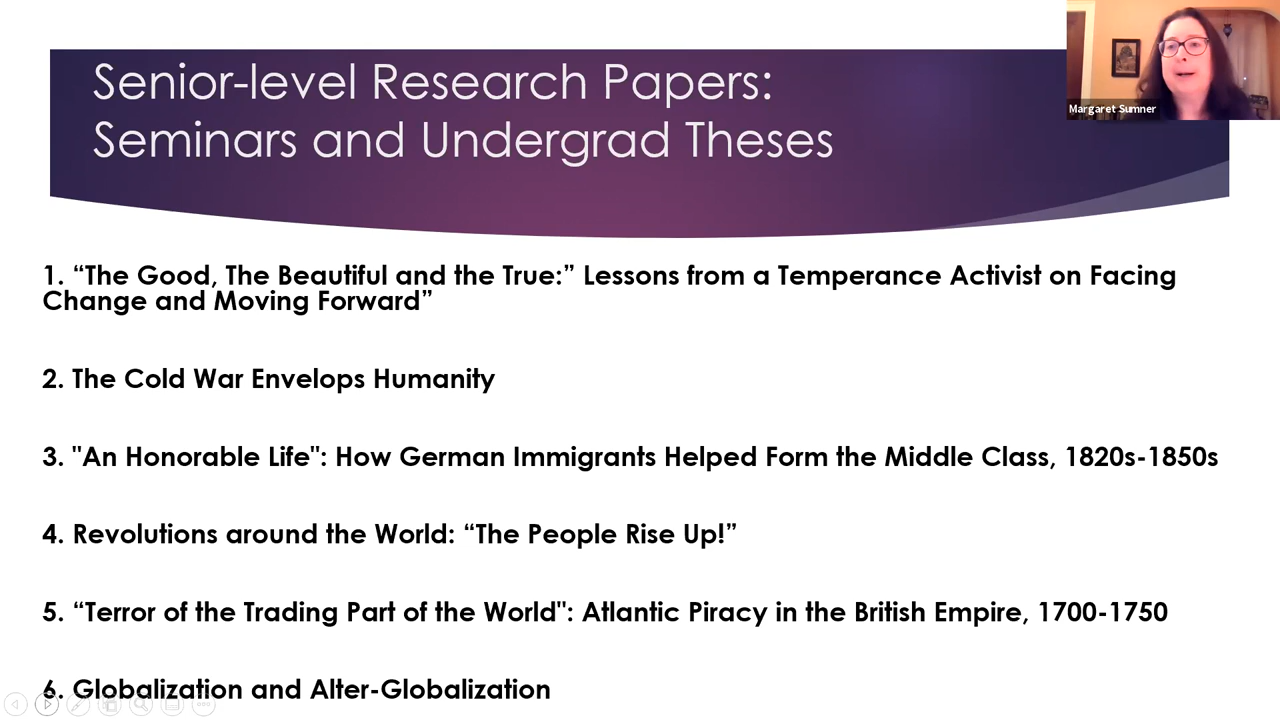 Senior-level Research Papers:
Seminars and Undergrad Theses
Margaret Sumner
1. “The Good, The Beautiful and the True:” Lessons from a Temperance Activist on Facing
Change and Moving Forward”
2. The Cold War Envelops Humanity
3. "An Honorable Life": How German Immigrants Helped Form the Middle Class, 1820s-1850s
4. Revolutions around the World: “The People Rise Up!”
5. “Terror of the Trading Part of the World": Atlantic Piracy in the British Empire, 1700-1750
6. Globalization and Alter-Globalization